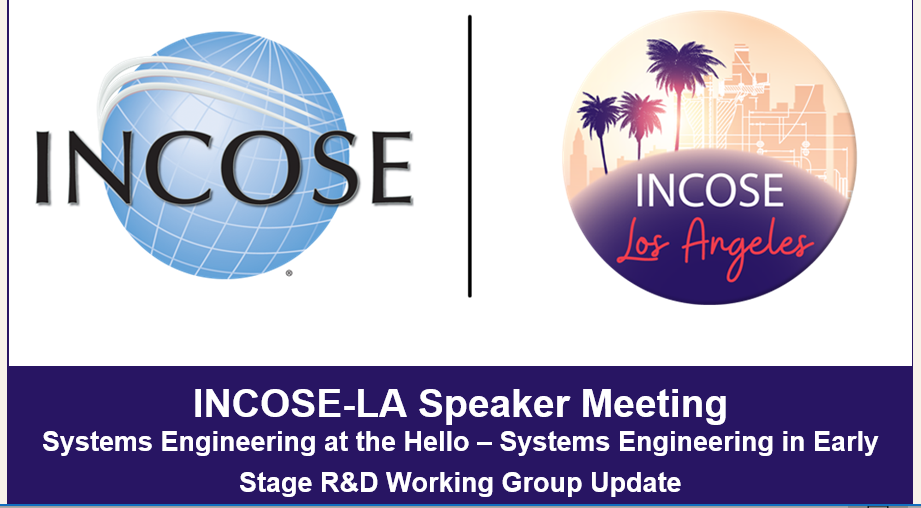 INCOSE
®
INCOSE
Los Angeles
INCOSE-LA Speaker Meeting
Systems Engineering at the Hello – Systems Engineering in Early
Stage R&D Working Group Update